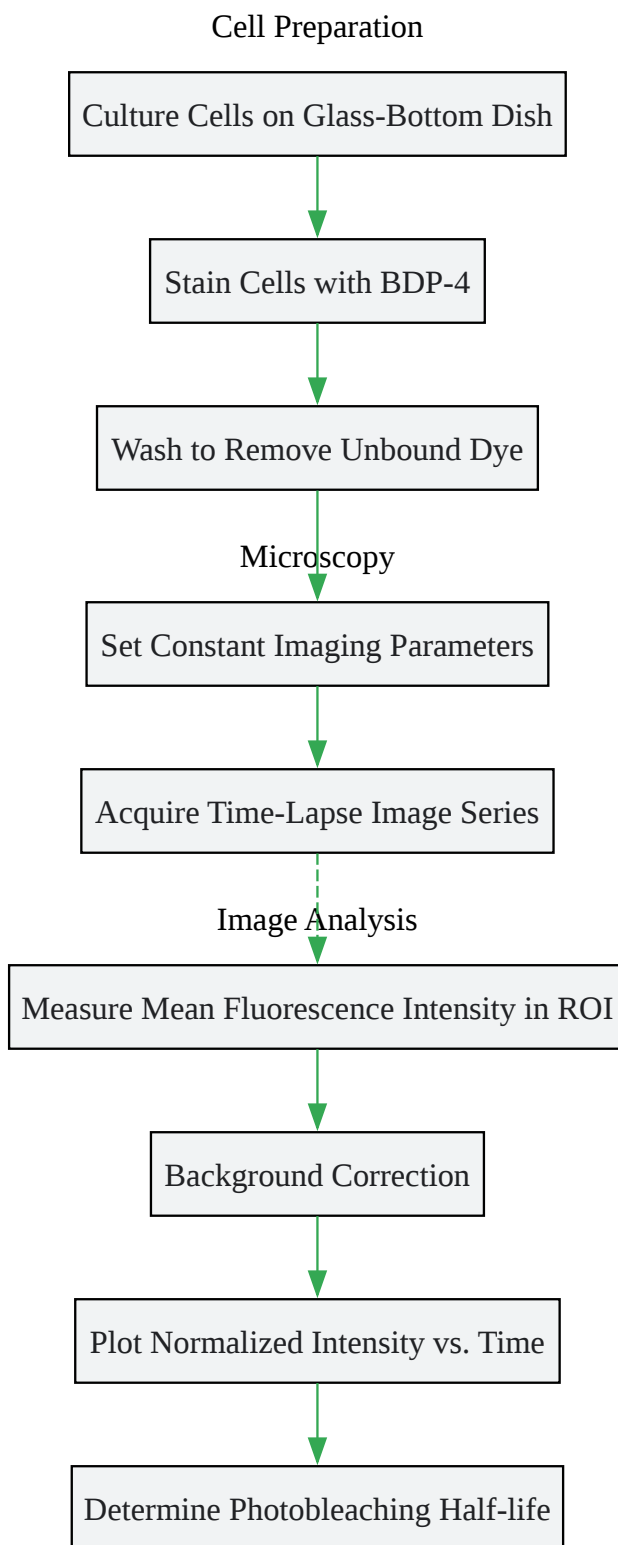 Cell Preparation
Culture Cells on Glass-Bottom Dish
Stain Cells with BDP-4
Wash to Remove Unbound Dye
Microscopy
Set Constant Imaging Parameters
Acquire Time-Lapse Image Series
Image Analysis
Measure Mean Fluorescence Intensity in ROI
Background Correction
Plot Normalized Intensity vs. Time
Determine Photobleaching Half-life